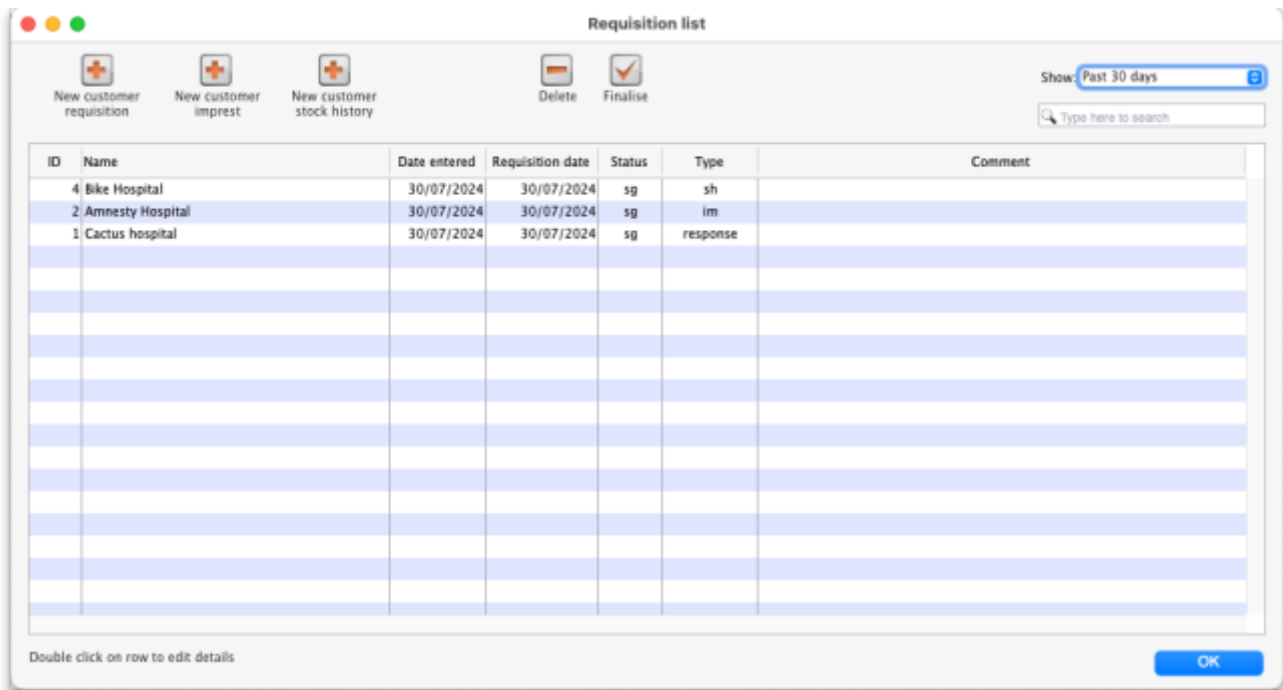 Requisition list
New customer requisition
New customer imprest
New customer stock history
Delete
Finalise
Show: Past 30 days
Type here to search
ID Name Date entered Requisition date Status Type Comment
4 Bike Hospital 30/07/2024 30/07/2024 sg sh
2 Amnesty Hospital 30/07/2024 30/07/2024 sg im
1 Cactus hospital 30/07/2024 30/07/2024 sg response
Double click on row to edit details
OK